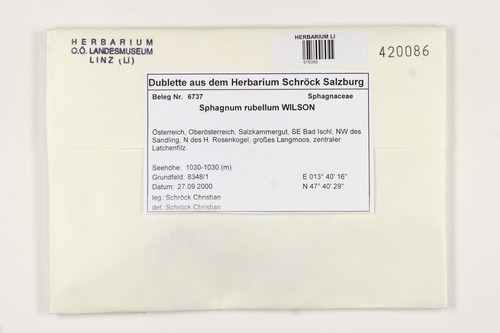 HERBARIUM
O.Ö. LANDESMUSEUM
LINZ (LI)
HERBARIUM LI
420086
Dublette aus dem Herbarium Schröck Salzburg
Beleg Nr. 6737 Sphagnaceae
Sphagnum rubellum WILSON
Österreich, Oberösterreich, Salzkammergut, SE Bad Ischl, NW des
Sandling, N des H. Rosenkogel, großes Langmoos, zentraler
Latchenfilz.
Seehöhe: 1030-1030 (m)
Grundfeld: 8348/1 E 013° 40' 16"
Datum: 27.09.2000 N 47° 40' 29"
leg.: Schröck Christian
det.: Schröck Christian